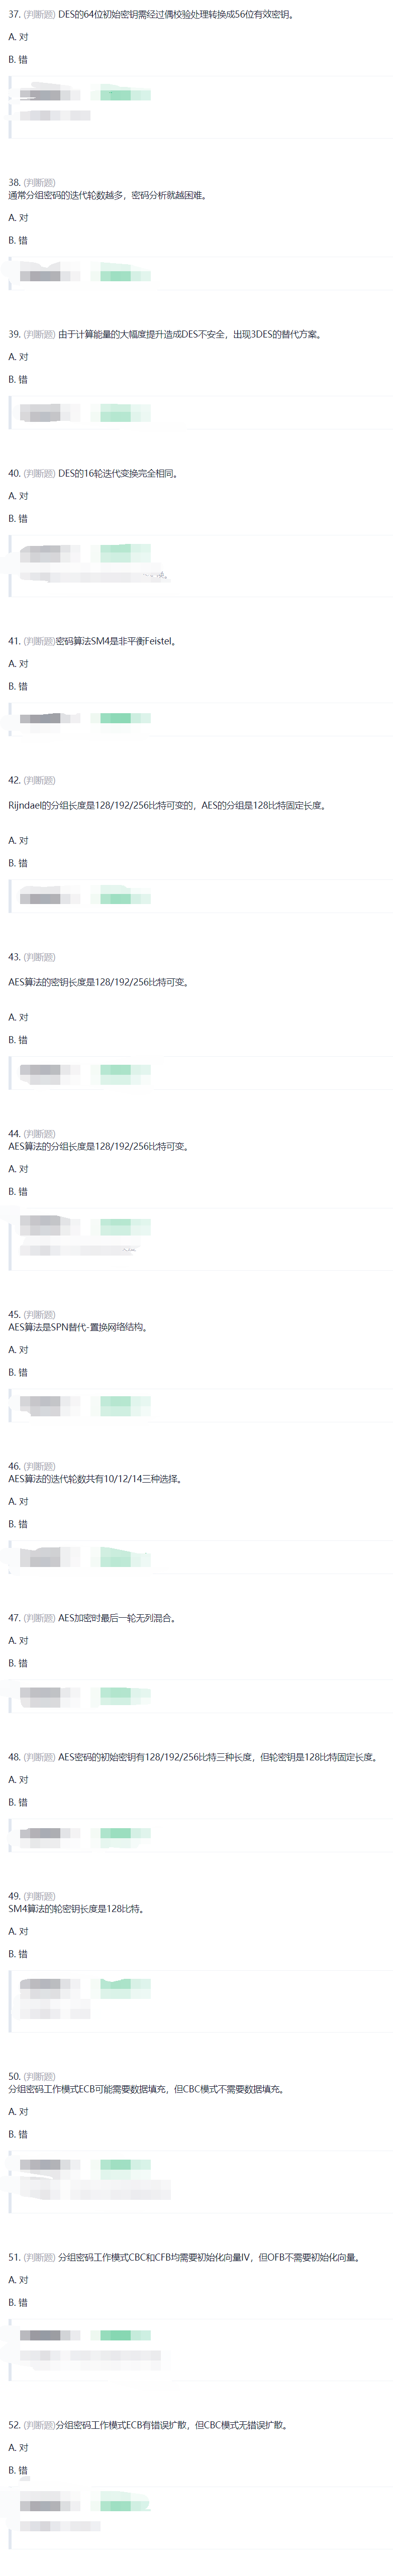 37. (判断题) DES的64位初始密钥需经过偶校验处理转换成56位有效密钥。
A. 对
B. 错
38. (判断题)
通常分组密码的迭代轮数越多，密码分析就越困难。
A. 对
B. 错
39. (判断题) 由于计算能量的大幅度提升造成DES不安全，出现3DES的替代方案。
A. 对
B. 错
40. (判断题) DES的16轮迭代变换完全相同。
A. 对
B. 错
41. (判断题)密码算法SM4是非平衡Feistel。
A. 对
B. 错
42. (判断题)
Rijndael的分组长度是128/192/256比特可变的，AES的分组是128比特固定长度。
A. 对
B. 错
43. (判断题)
AES算法的密钥长度是128/192/256比特可变。
A. 对
B. 错
44. (判断题)
AES算法的分组长度是128/192/256比特可变。
A. 对
B. 错
45. (判断题)
AES算法是SPN替代-置换网络结构。
A. 对
B. 错
46. (判断题)
AES算法的迭代轮数共有10/12/14三种选择。
A. 对
B. 错
47. (判断题) AES加密时最后一轮无列混合。
A. 对
B. 错
48. (判断题) AES密码的初始密钥有128/192/256比特三种长度，但轮密钥是128比特固定长度。
A. 对
B. 错
49. (判断题)
SM4算法的轮密钥长度是128比特。
A. 对
B. 错
50. (判断题)
分组密码工作模式ECB可能需要数据填充，但CBC模式不需要数据填充。
A. 对
B. 错
51. (判断题) 分组密码工作模式CBC和CFB均需要初始化向量IV，但OFB不需要初始化向量。
A. 对
B. 错
52. (判断题)分组密码工作模式ECB有错误扩散，但CBC模式无错误扩散。
A. 对
B. 错